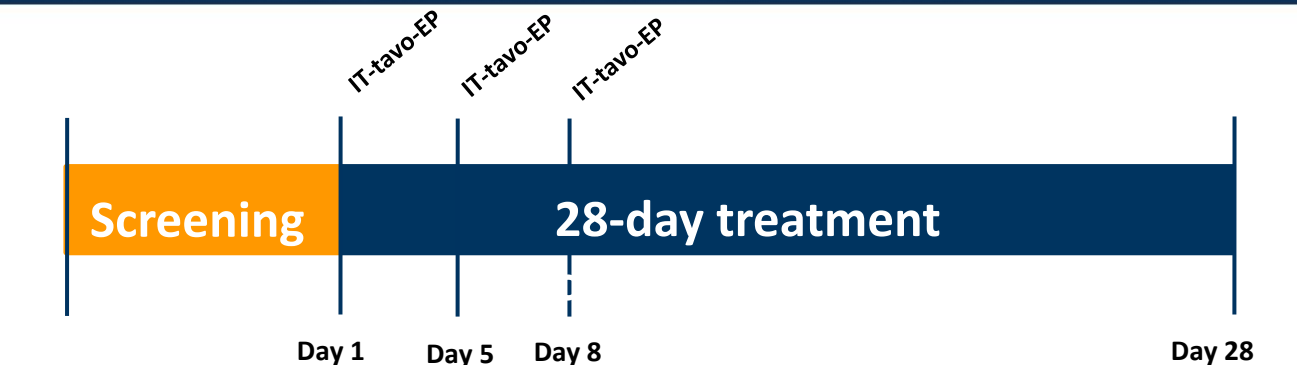 IT-tavo-EP
IT-tavo-EP
IT-tavo-EP
Screening
28-day treatment
Day 1
Day 5
Day 8
Day 28